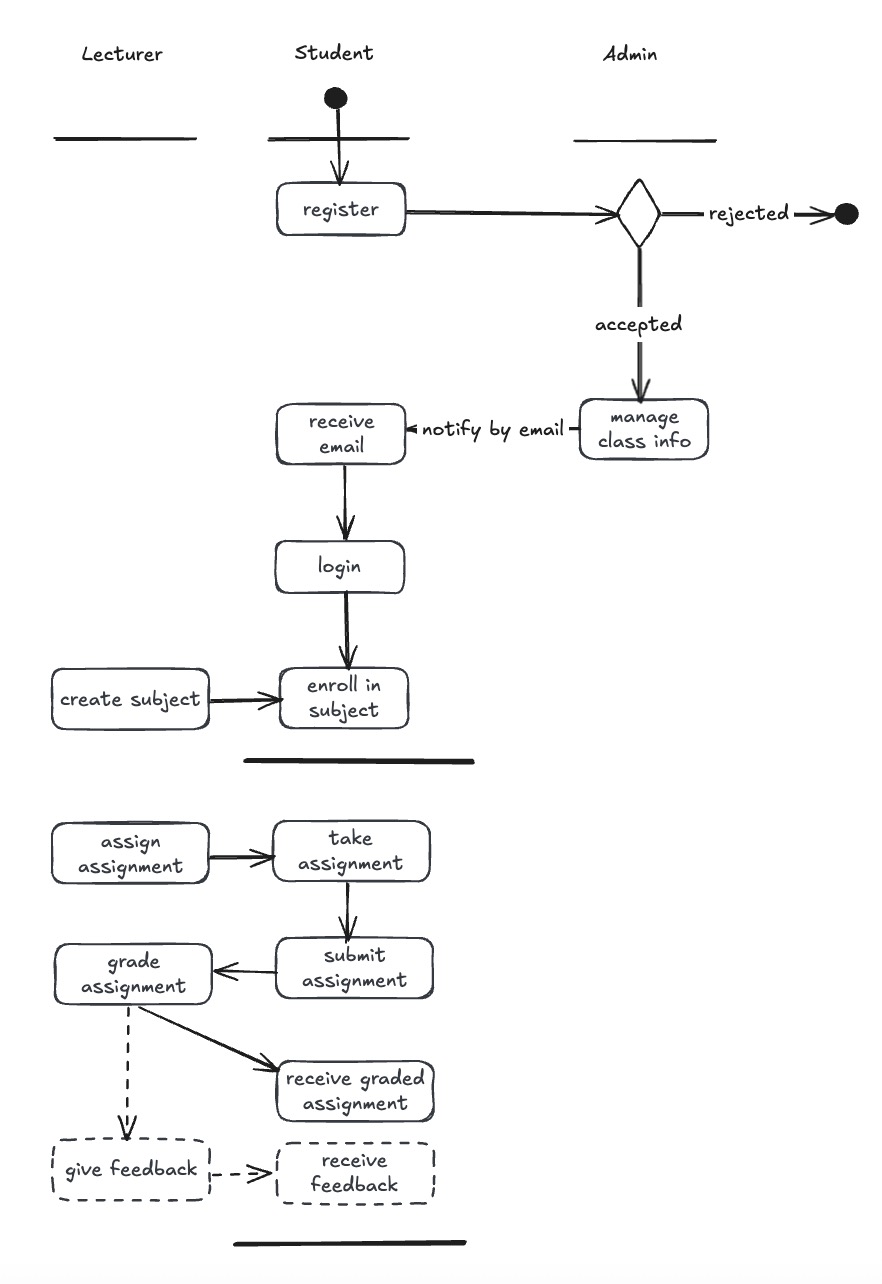 Lecturer
Student
Admin
register
rejected
accepted
receive
email
notify by email
manage
class info
login
create subject
enroll in
subject
assign
assignment
take
assignment
grade
assignment
submit
assignment
receive graded
assignment
give feedback
receive
feedback